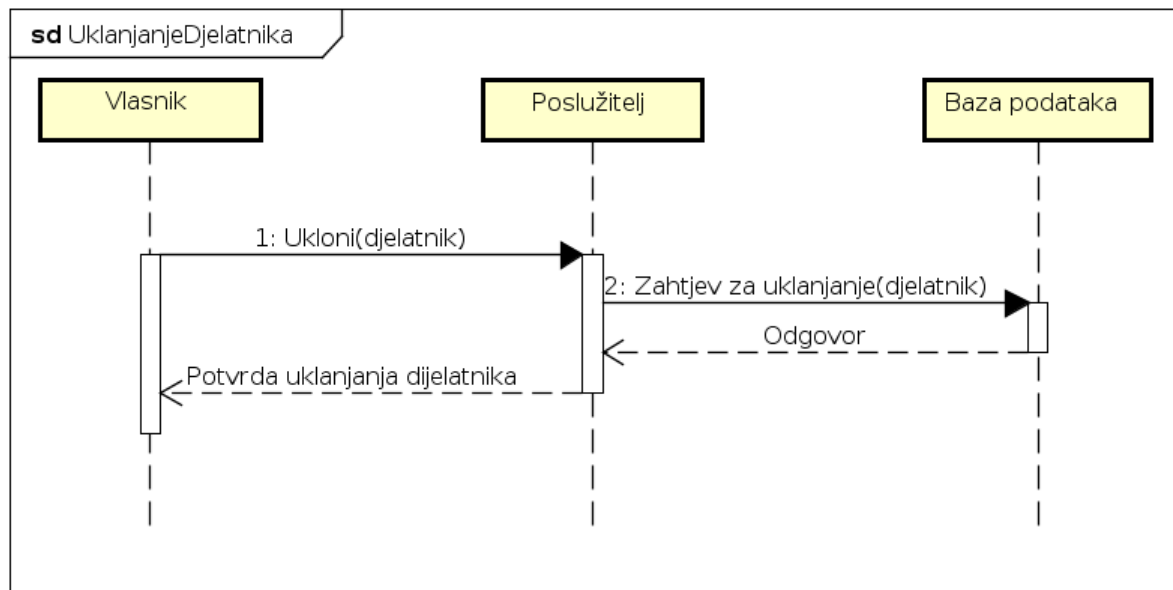 sd UklanjanjeDjelatnika
Vlasnik
Poslužitelj
Baza podataka
1: Ukloni(djelatnik)
2: Zahtjev za uklanjanje(djelatnik)
Odgovor
Potvrda uklanjanja dijelatnika